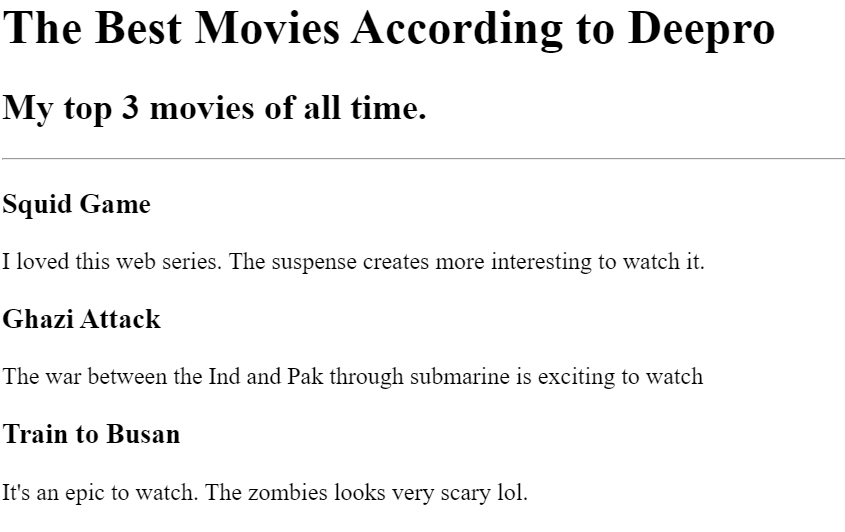 The Best Movies According to Deepro
My top 3 movies of all time.
Squid Game
I loved this web series. The suspense creates more interesting to watch it.
Ghazi Attack
The war between the Ind and Pak through submarine is exciting to watch
Train to Busan
It's an epic to watch. The zombies looks very scary lol.